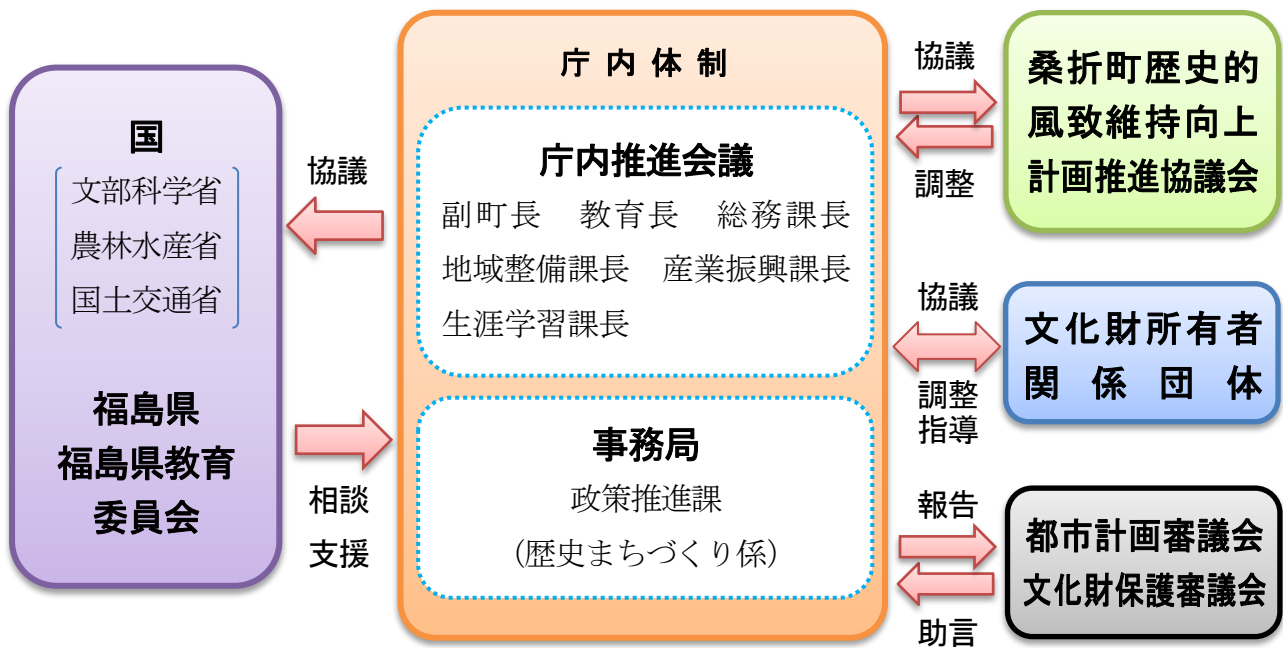 国
文部科学省
農林水産省
国土交通省
福島県
福島県教育
委員会
協議
相談
支援
庁内体制
庁内推進会議
副町長　教育長　総務課長
地域整備課長　産業振興課長
生涯学習課長
事務局
政策推進課
(歴史まちづくり係)
協議
調整
桑折町歴史的
風致維持向上
計画推進協議会
協議
調整
指導
文化財所有者
関係団体
報告
助言
都市計画審議会
文化財保護審議会